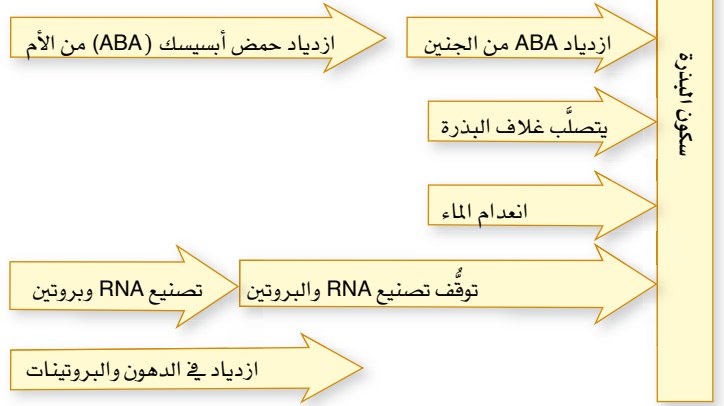 ازدياد حمض أبسيسك (ABA) من الأم
ازدياد ABA من الجنين
يتصلَّب غلاف البذرة
انعدام الماء
تصنيع RNA وبروتين
توقُّف تصنيع RNA والبروتين
ازدياد في الدهون والبروتينات
سكون البذرة